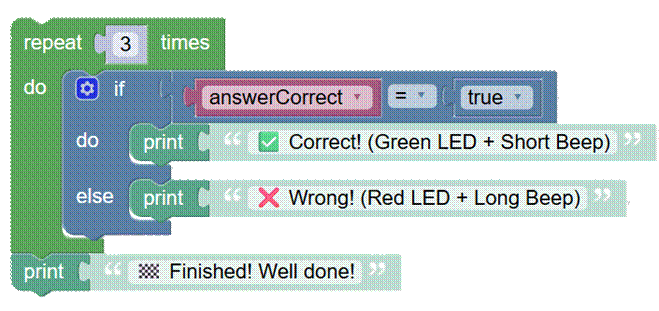 repeat 3 times
do if answerCorrect = true
do print “ ✅ Correct! (Green LED + Short Beep) ”
else print “ ❌ Wrong! (Red LED + Long Beep) ”
print “ 🏁 Finished! Well done! ”